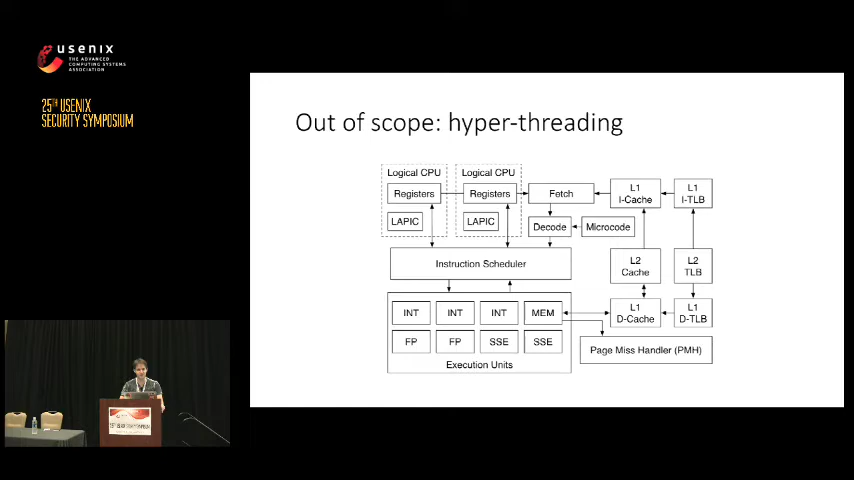 usenix
THE ADVANCED
COMPUTING SYSTEMS
ASSOCIATION
25TH USENIX
SECURITY SYMPOSIUM
Out of scope: hyper-threading
Logical CPU
Logical CPU
Registers
Registers
Fetch
L1
I-Cache
L1
I-TLB
LAPIC
LAPIC
Decode
Microcode
Instruction Scheduler
L2
Cache
L2
TLB
INT
INT
INT
MEM
L1
D-Cache
L1
D-TLB
FP
FP
SSE
SSE
Page Miss Handler (PMH)
Execution Units